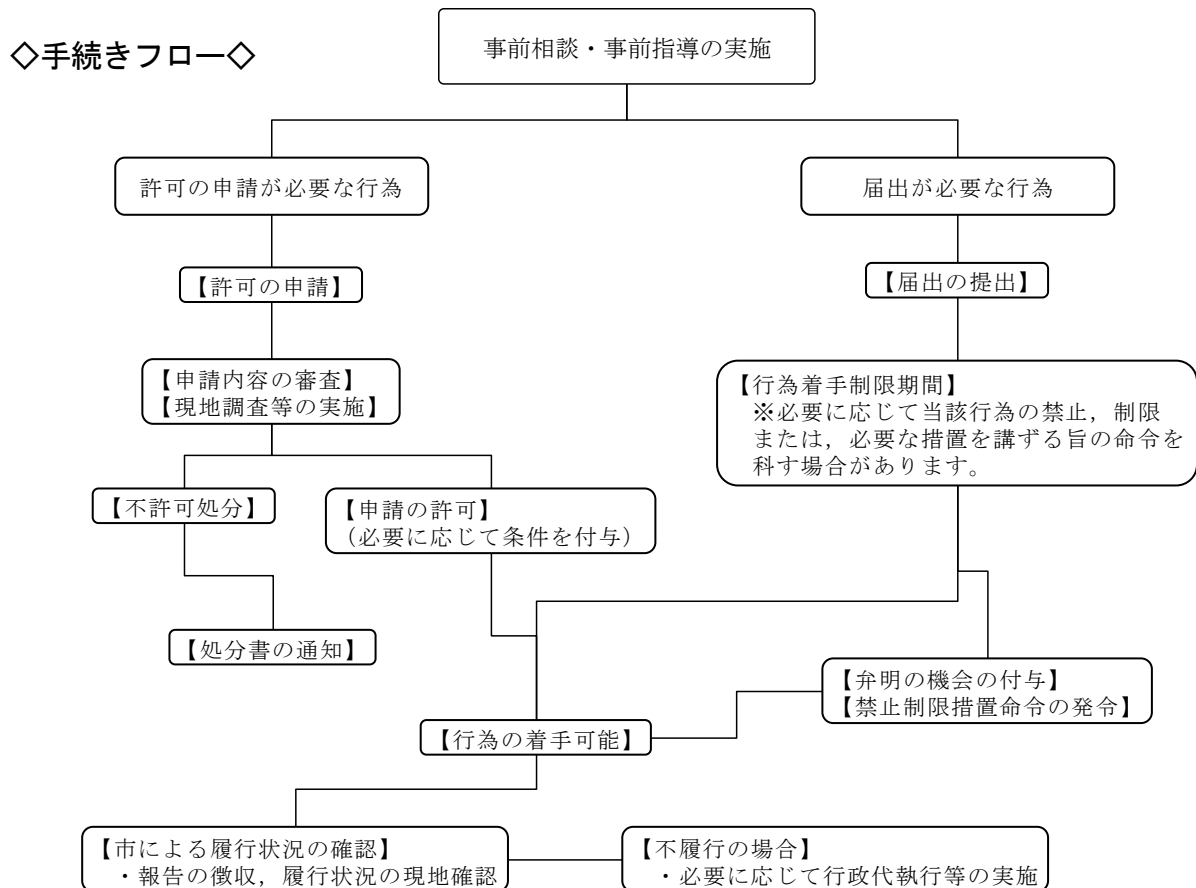 ◇手続きフロー◇
事前相談・事前指導の実施
許可の申請が必要な行為
届出が必要な行為
【許可の申請】
【届出の提出】
【申請内容の審査】
【現地調査等の実施】
【行為着手制限期間】
※必要に応じて当該行為の禁止，制限
または，必要な措置を講ずる旨の命令を
科す場合があります。
【不許可処分】
【申請の許可】
（必要に応じて条件を付与）
【処分書の通知】
【弁明の機会の付与】
【禁止制限措置命令の発令】
【行為の着手可能】
【市による履行状況の確認】
・報告の徴収，履行状況の現地確認
【不履行の場合】
・必要に応じて行政代執行等の実施